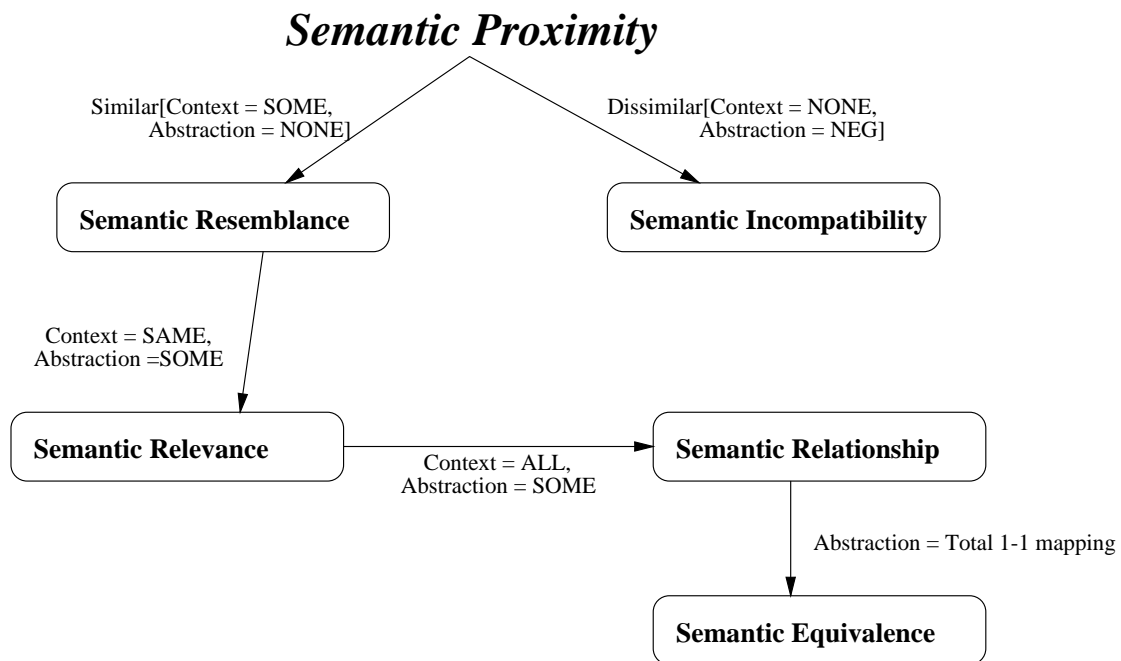 Semantic Proximity
Similar[Context = SOME,
Abstraction = NONE]
Dissimilar[Context = NONE,
Abstraction = NEG]
Semantic Resemblance
Semantic Incompatibility
Context = SAME,
Abstraction =SOME
Semantic Relevance
Semantic Relationship
Context = ALL,
Abstraction = SOME
Abstraction = Total 1-1 mapping
Semantic Equivalence